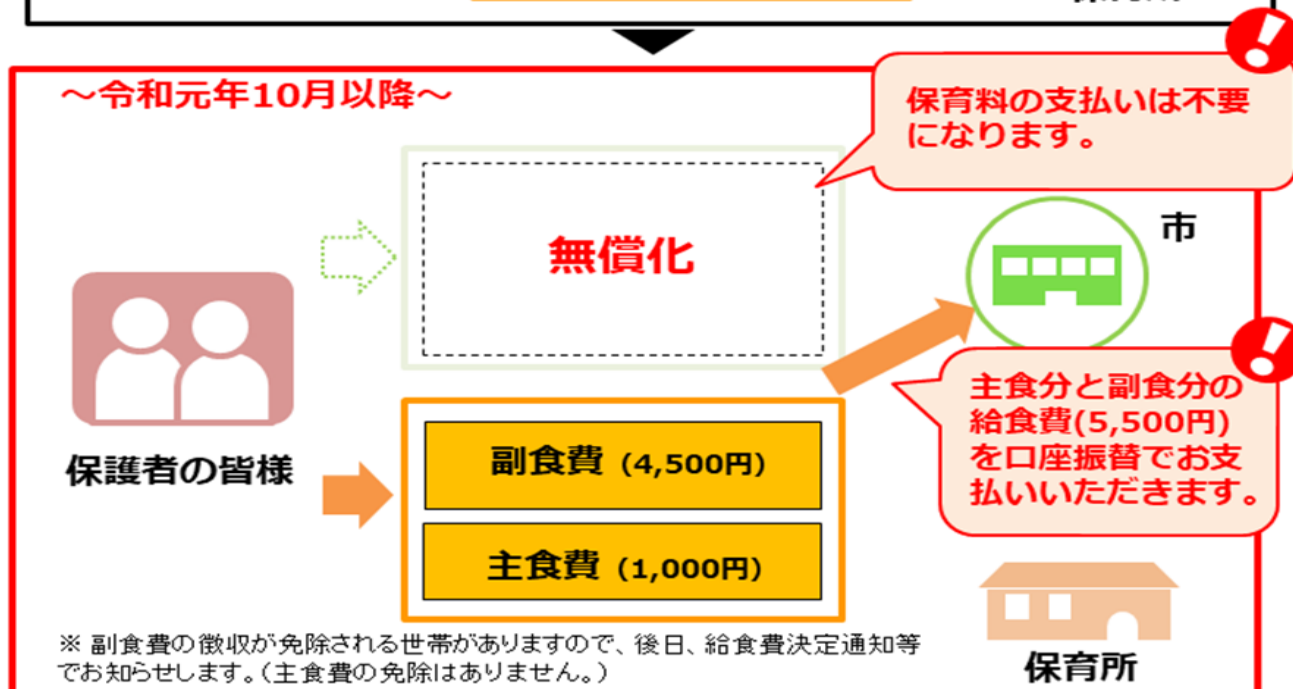 ～令和元年10月以降～
保育料の支払いは不要
になります。
無償化
市
保護者の皆様
副食費 (4,500円)
主食費 (1,000円)
主食分と副食分の
給食費(5,500円)
を口座振替でお支
払いいただきます。
※ 副食費の徴収が免除される世帯がありますので、後日、給食費決定通知等
でお知らせします。(主食費の免除はありません。)
保育所